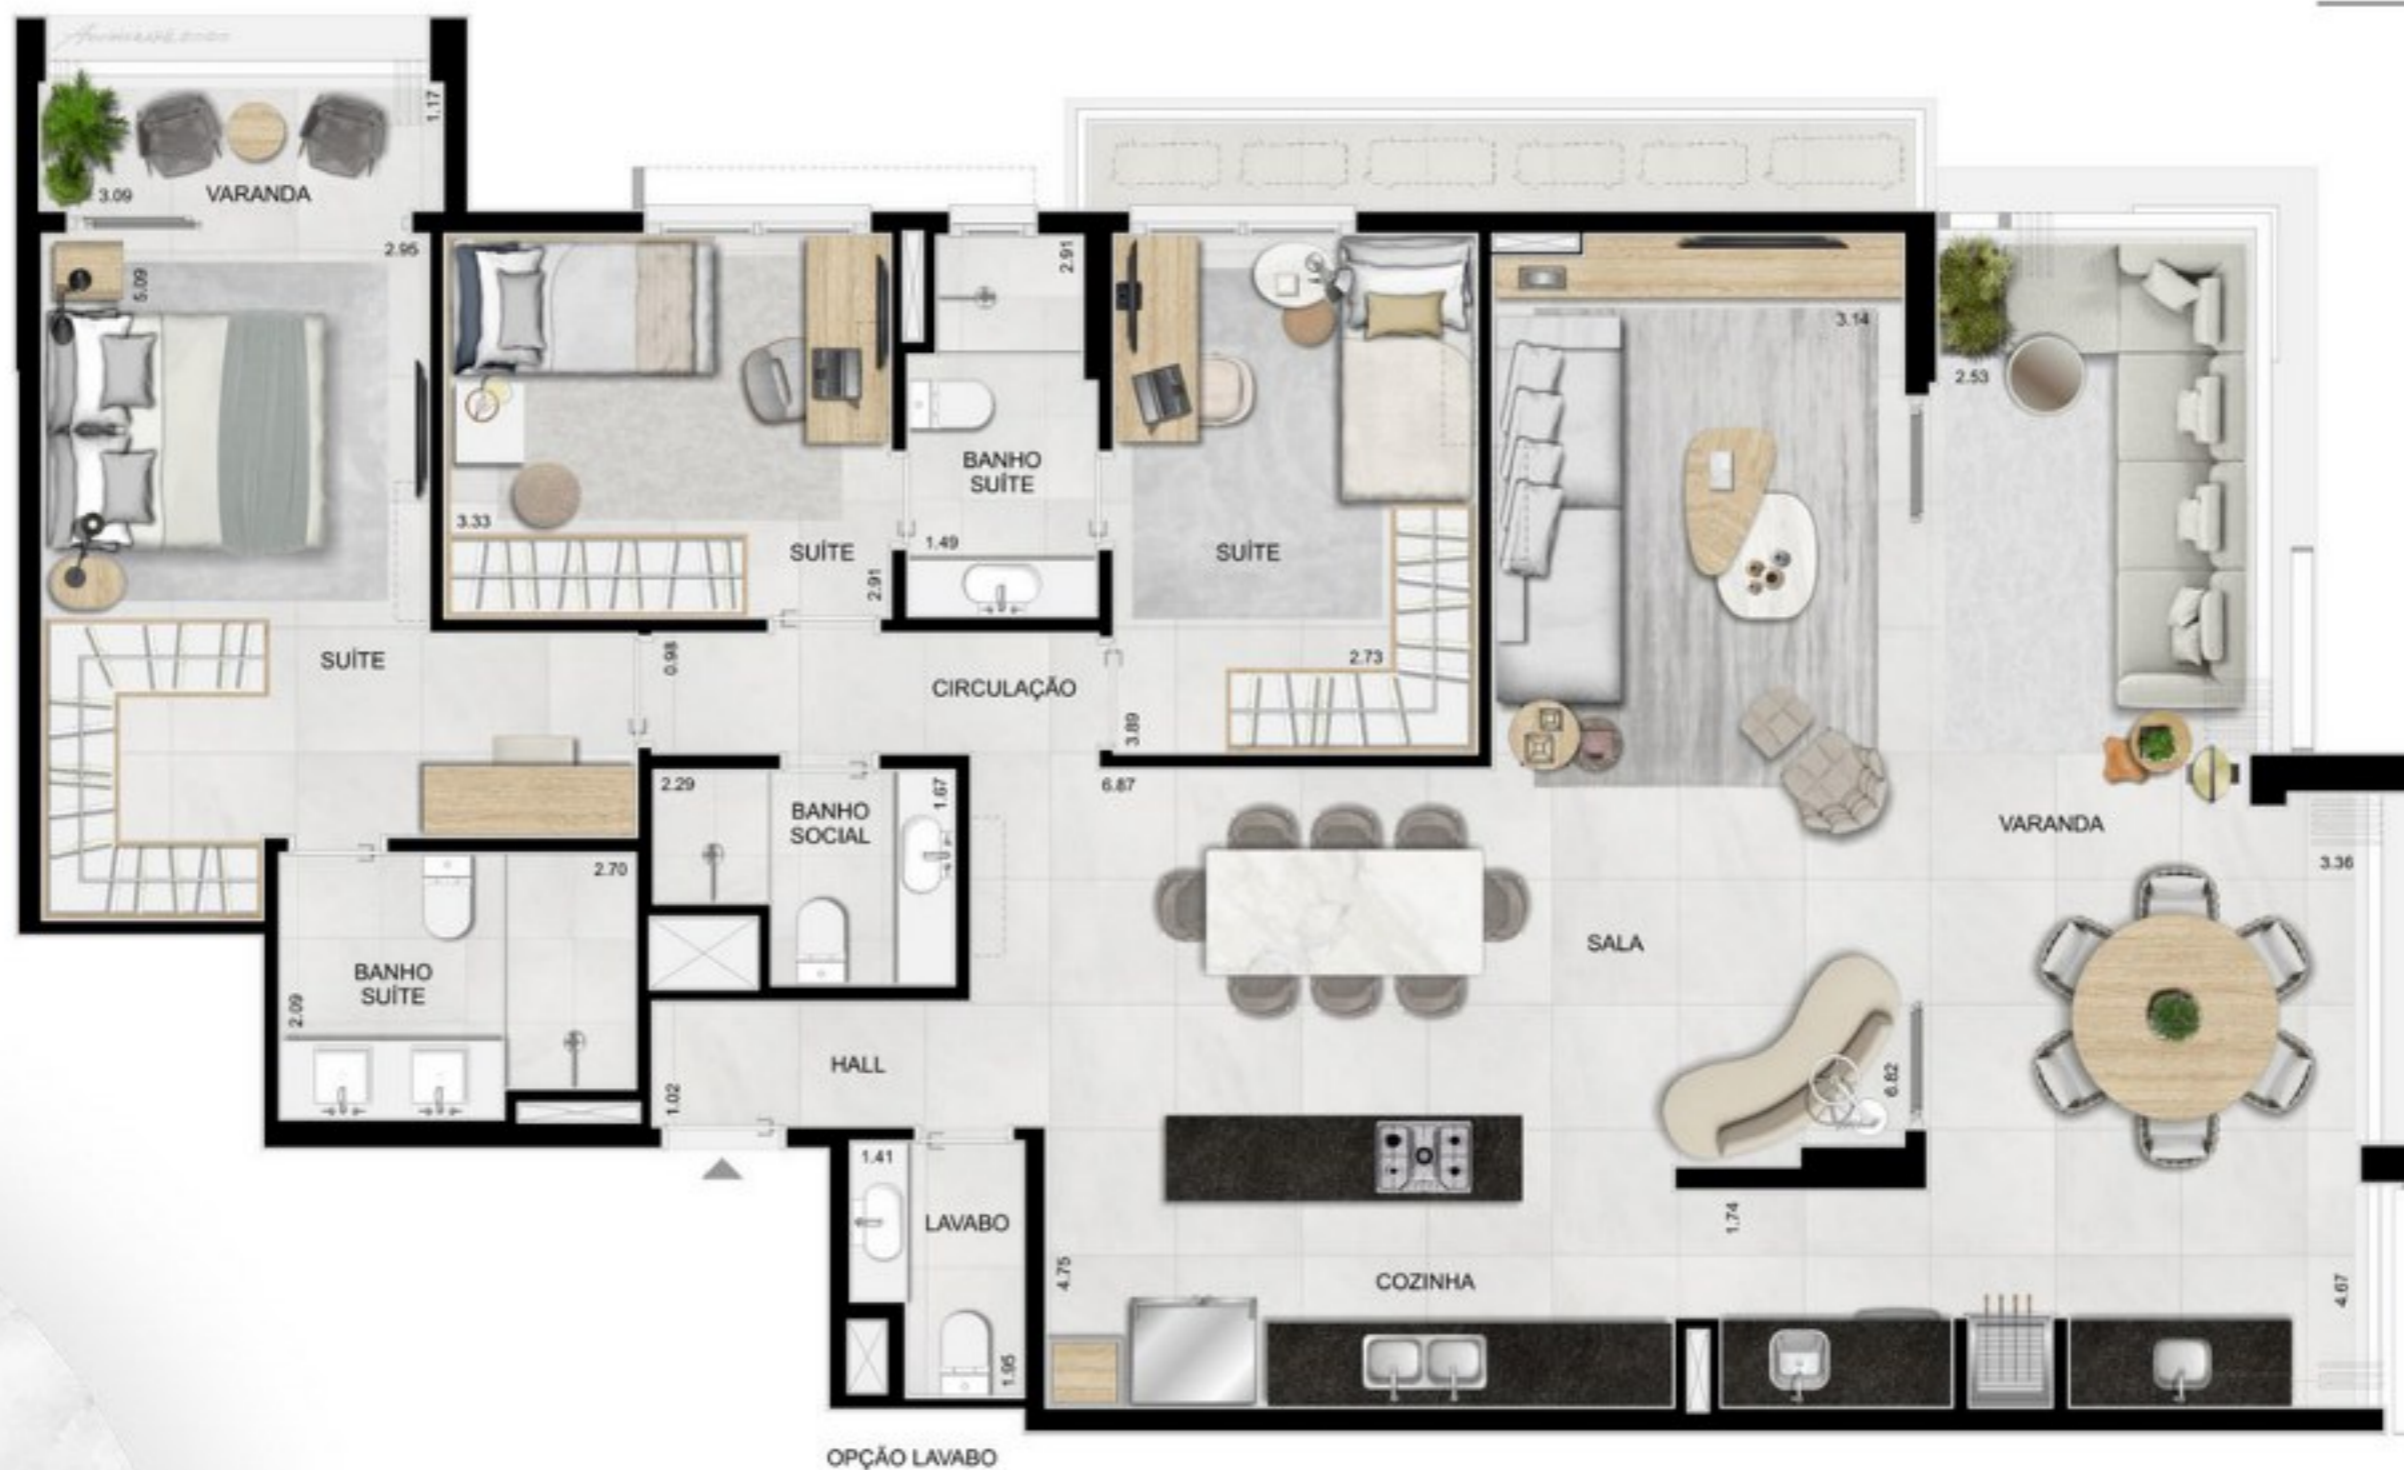 1.17
3.09
VARANDA
2.95
5.09
2.91
3.14
2.53
BANHO
SUÍTE
3.33
1.49
SUÍTE
2.91
SUÍTE
SUÍTE
0.98
CIRCULAÇÃO
2.73
3.89
6.87
2.29
1.67
BANHO
SOCIAL
VARANDA
3.36
2.70
SALA
BANHO
SUÍTE
2.09
HALL
1.02
6.82
1.41
LAVABO
1.74
4.75
COZINHA
4.67
1.95
OPÇÃO LAVABO